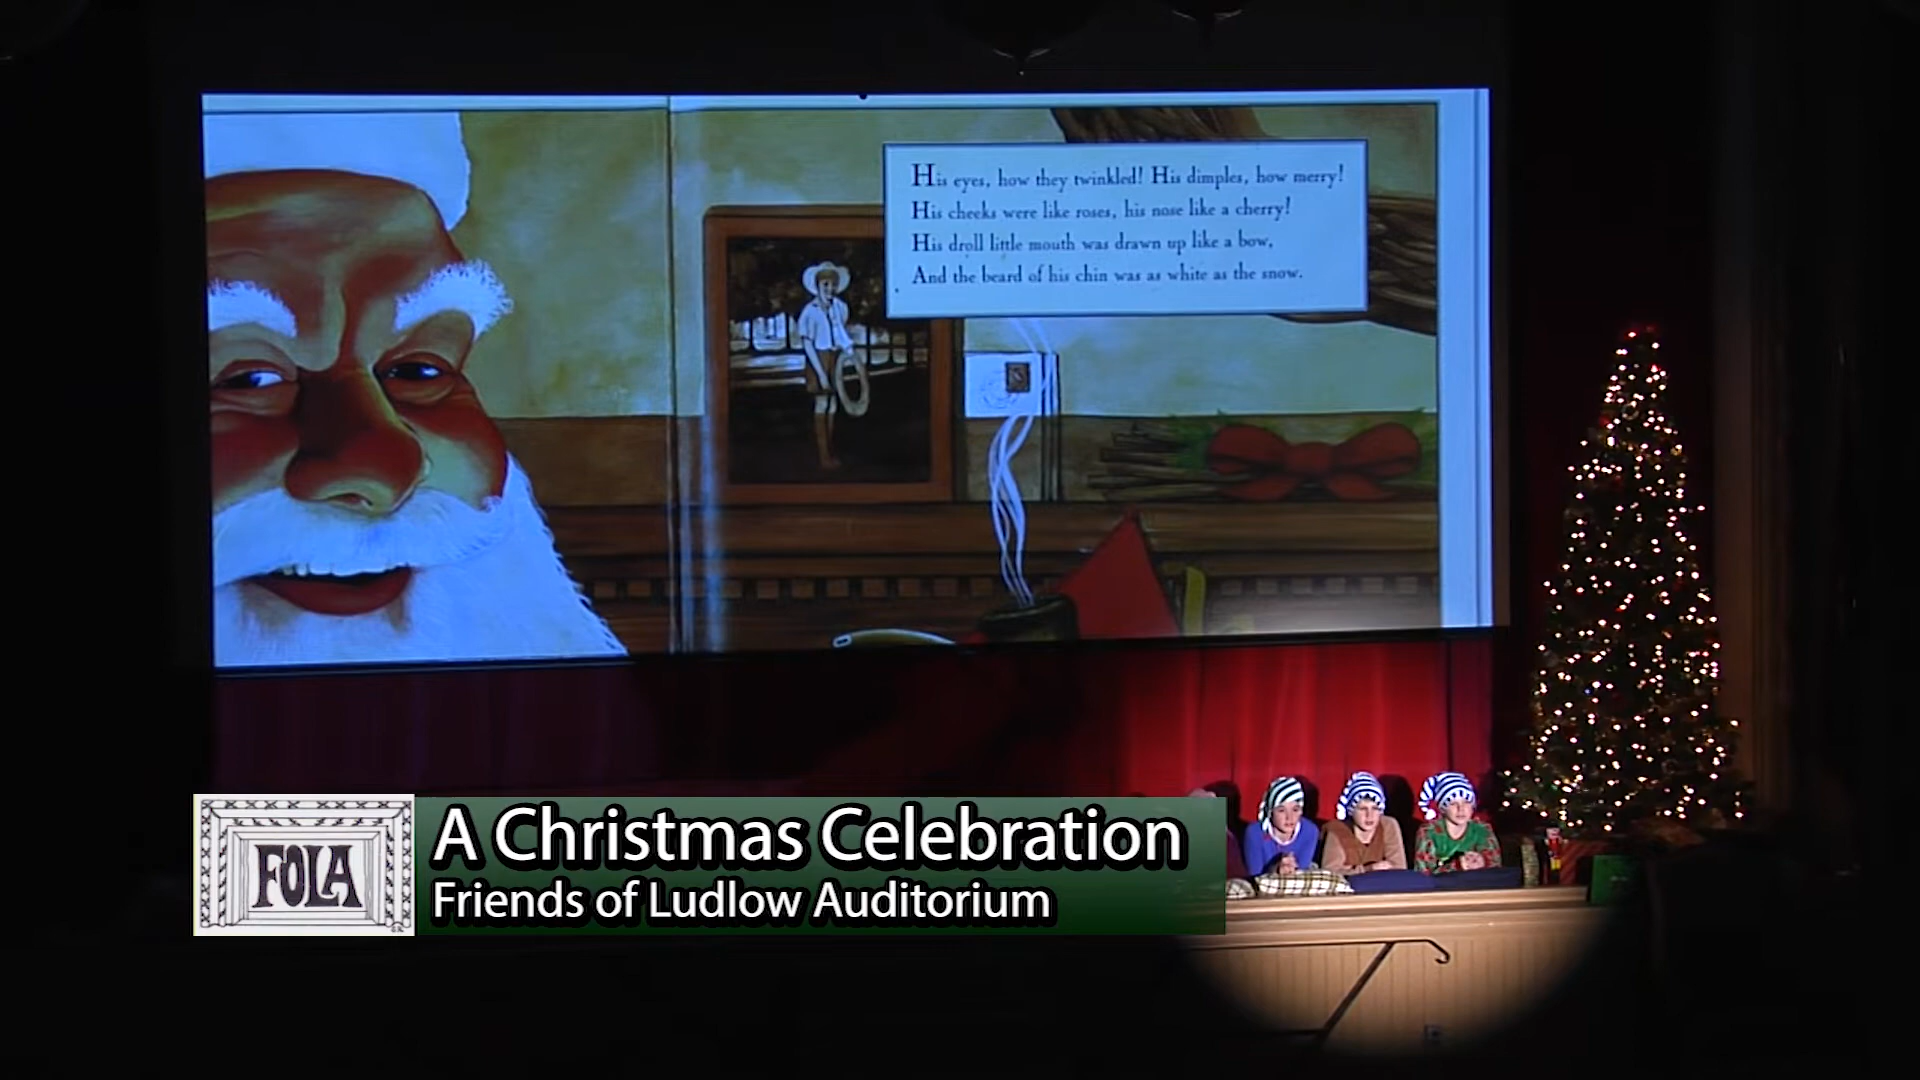 His eyes, how they twinkled! His dimples, how merry!
His cheeks were like roses, his nose like a cherry!
His droll little mouth was drawn up like a bow,
And the beard of his chin was as white as the snow.
FOLA
A Christmas Celebration
Friends of Ludlow Auditorium